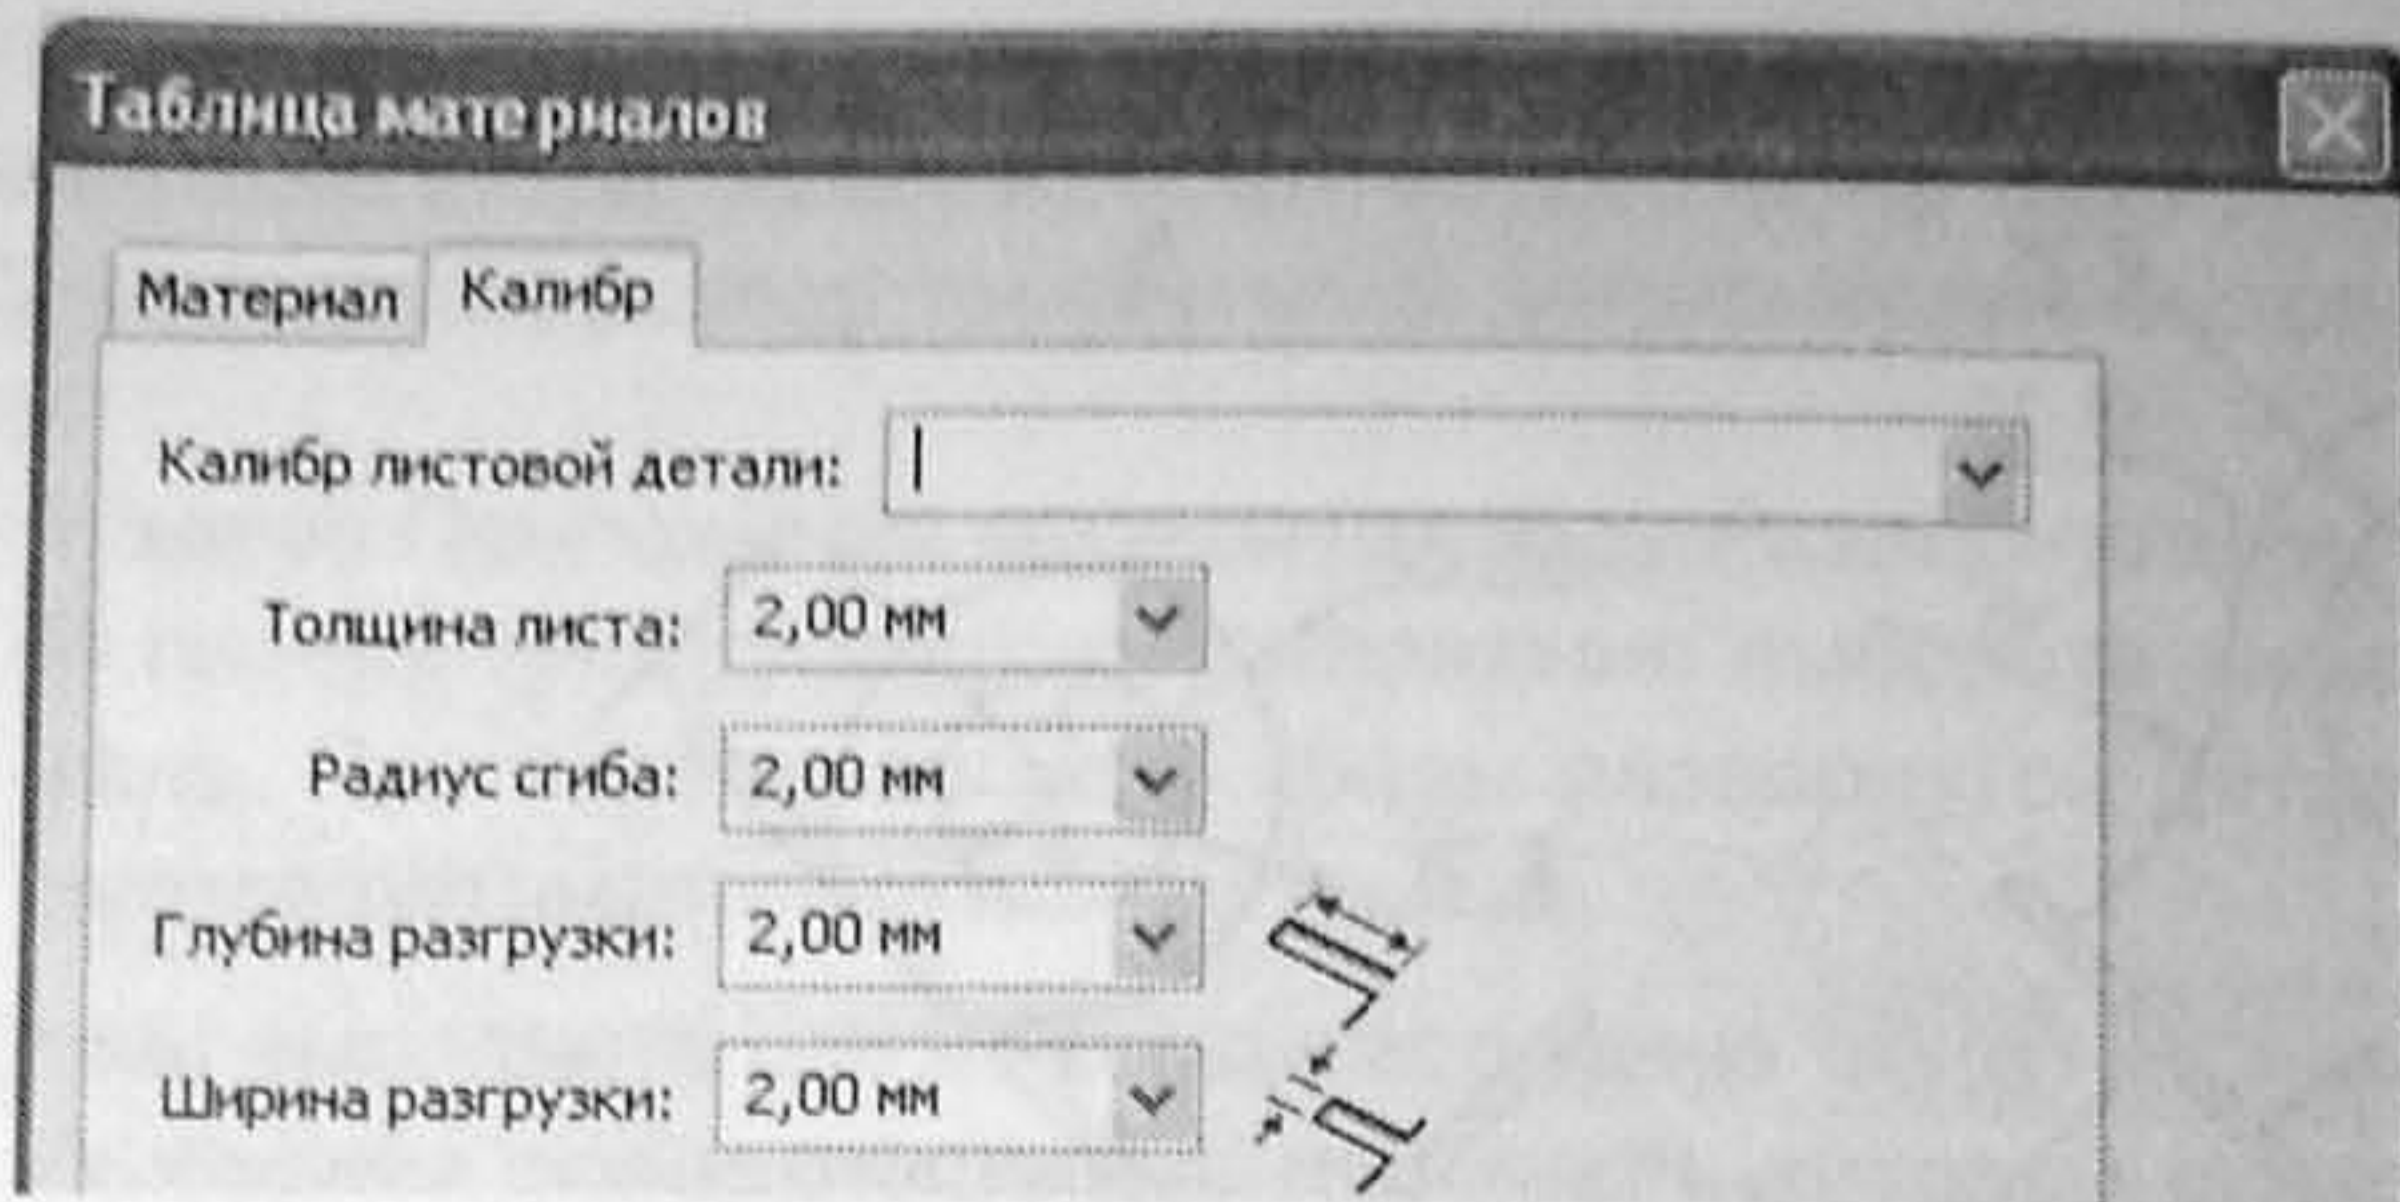 Таблица материалов
Материал Калибр
Калибр листовой детали:
Толщина листа: 2,00 мм
Радиус сгиба: 2,00 мм
Глубина разгрузки: 2,00 мм
Ширина разгрузки: 2,00 мм